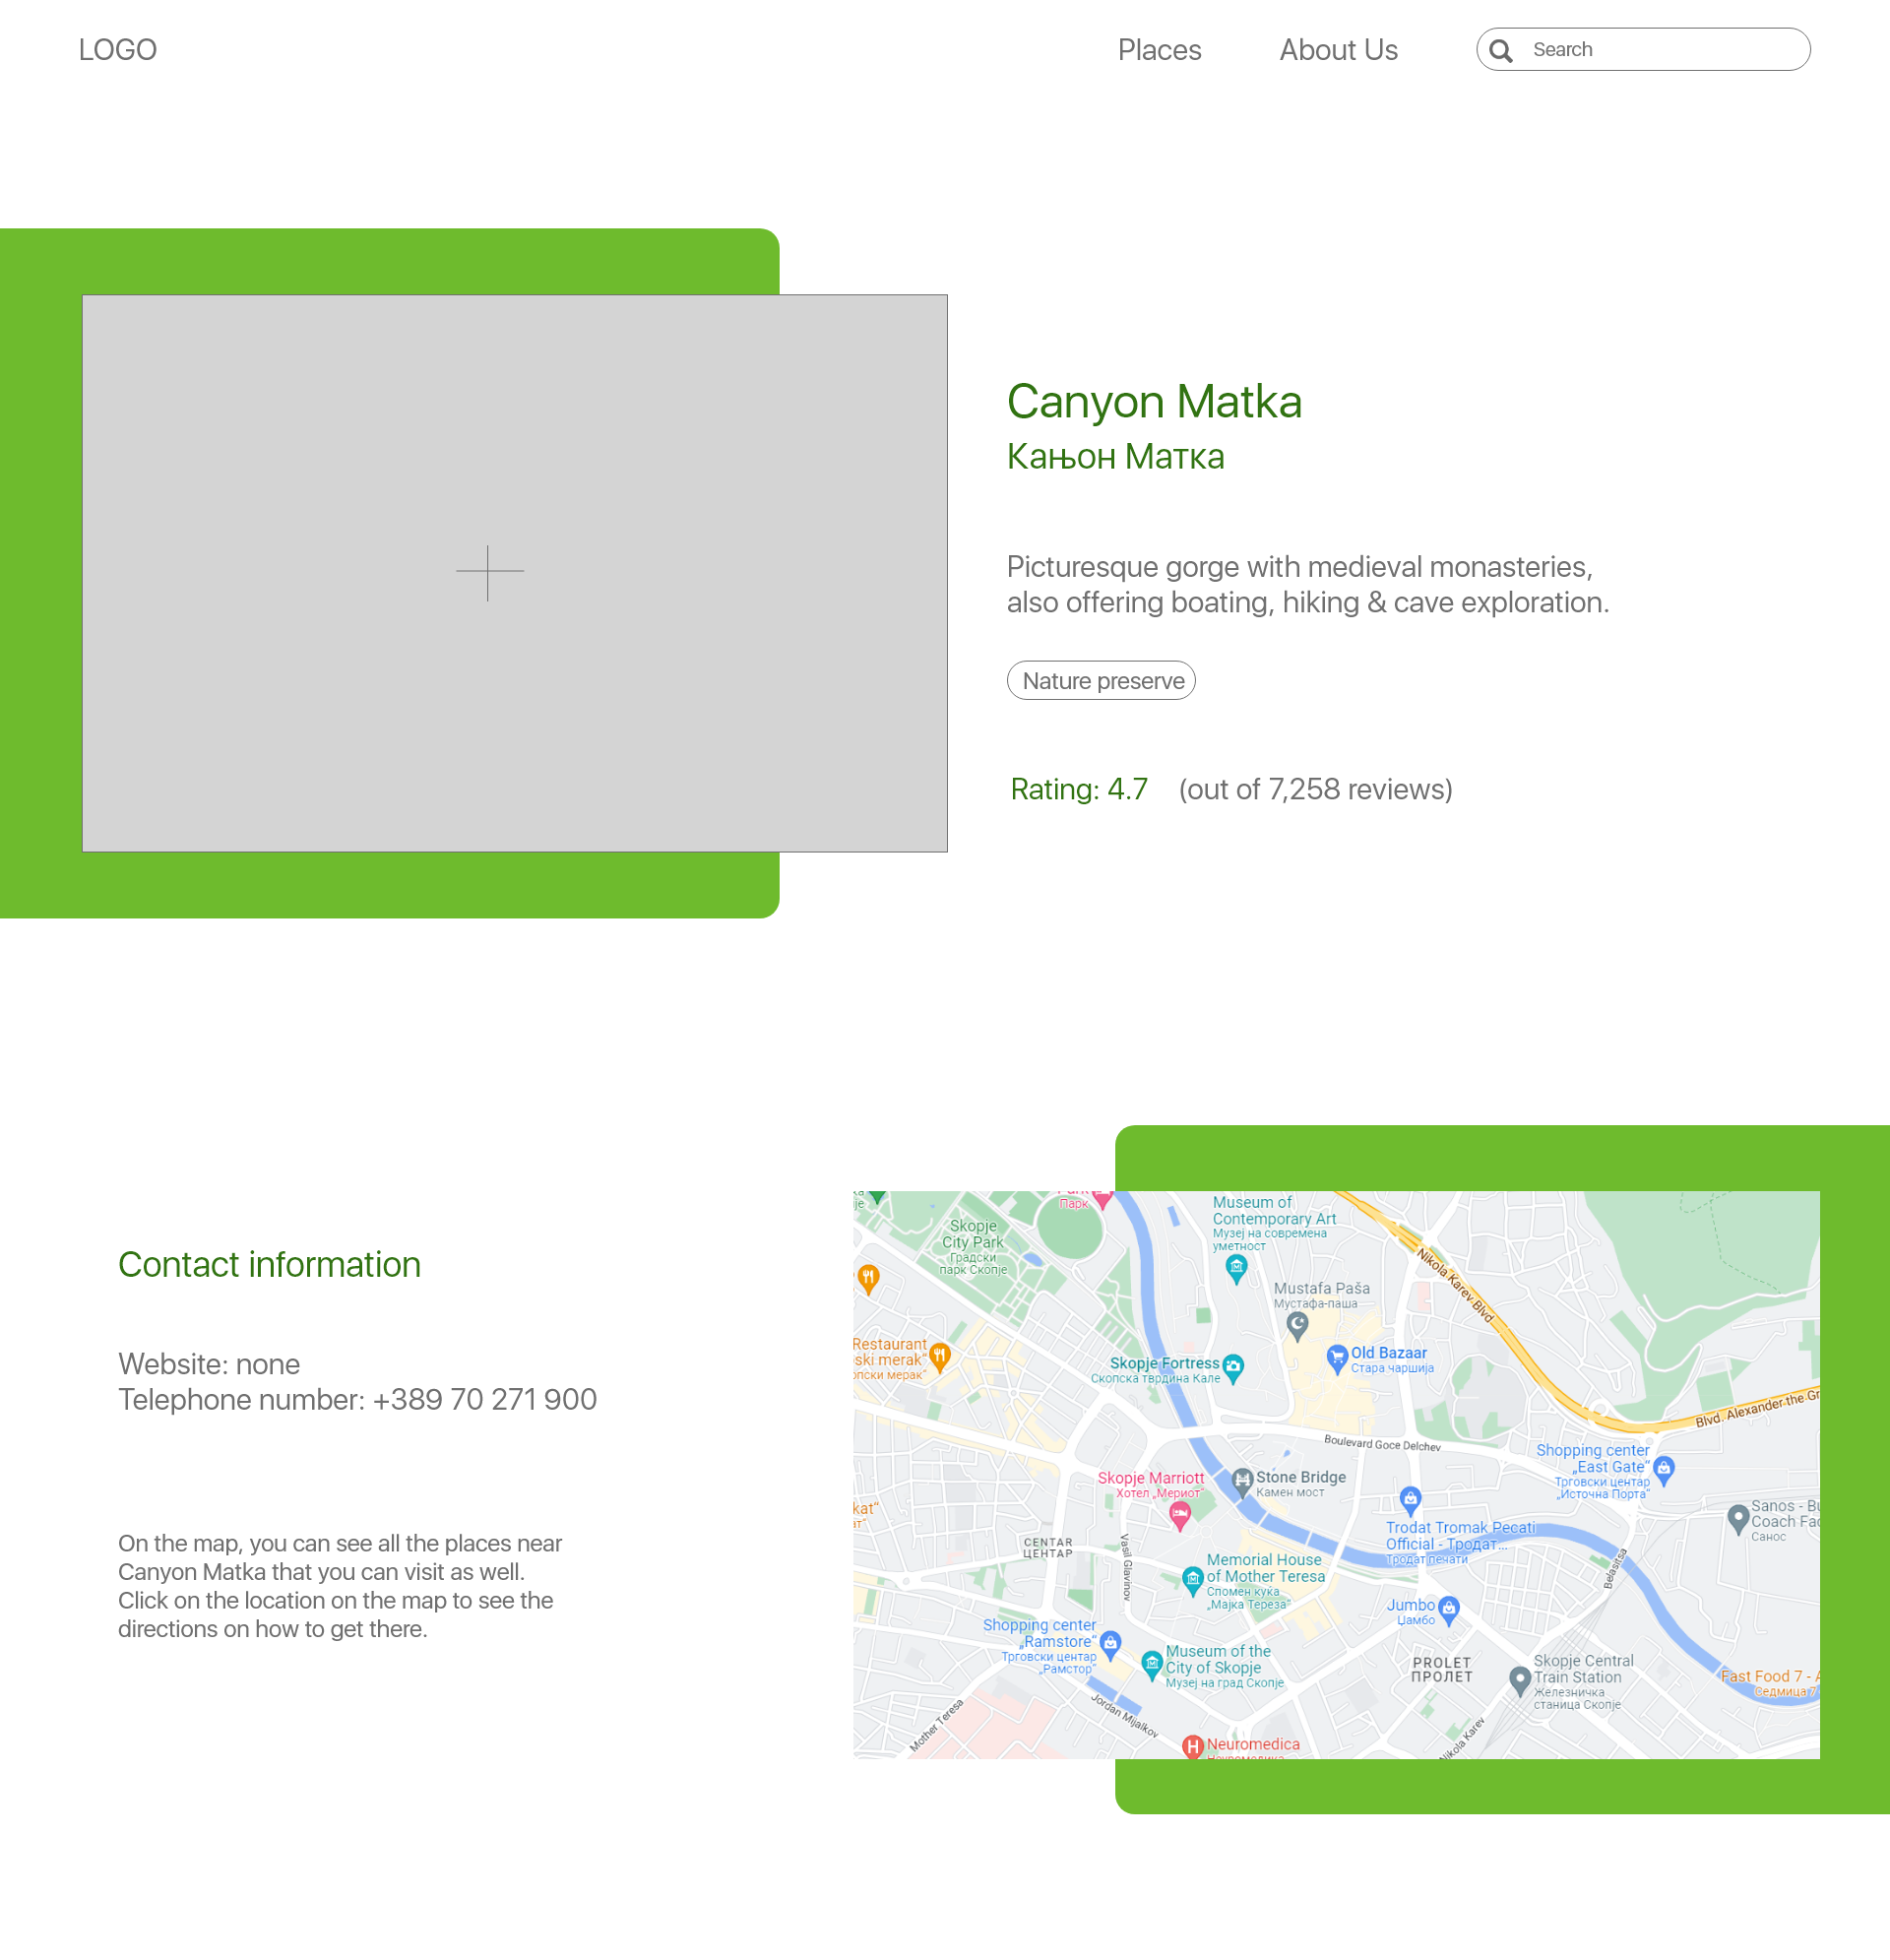 LOGO
Places
About Us
Search
Canyon Matka
Кањон Матка
Picturesque gorge with medieval monasteries,
also offering boating, hiking & cave exploration.
Nature preserve
Rating: 4.7 (out of 7,258 reviews)
Contact information
Website: none
Telephone number: +389 70 271 900
On the map, you can see all the places near
Canyon Matka that you can visit as well.
Click on the location on the map to see the
directions on how to get there.
Парк
Museum of
Contemporary Art
Музеј на современа
уметност
Skopje
City Park
Градски
парк Скопје
Mustafa Paša
Мустафа-паша
Nikola Karev Blvd
Restaurant
ski merak“
опски мерак“
Skopje Fortress
Скопска тврдина Кале
Old Bazaar
Стара чаршија
Blvd. Alexander the Gr
Boulevard Goce Delchev
Shopping center
„East Gate“
Трговски центар
„Источна Порта“
Skopje Marriott
Хотел „Мериот“
Stone Bridge
Камен мост
kat“
ат“
Sanos - Bu
Coach Fac
Санос
Trodat Tromak Pecati
Official - Тродат...
Тродат печати
CENTAR
ЦЕНТАР
Vasil Glavinov
Memorial House
of Mother Teresa
Спомен куќа
„Мајка Тереза“
Belasitsa
Jumbo
Џамбо
Shopping center
„Ramstore“
Трговски центар
„Рамстор“
Museum of the
City of Skopje
Музеј на град Скопје
PROLET
ПРОЛЕТ
Skopje Central
Train Station
Железничка
станица Скопје
Fast Food 7 - A
Седмица 7
Mother Teresa
Jordan Mijalkov
Nikola Karev
Neuromedica